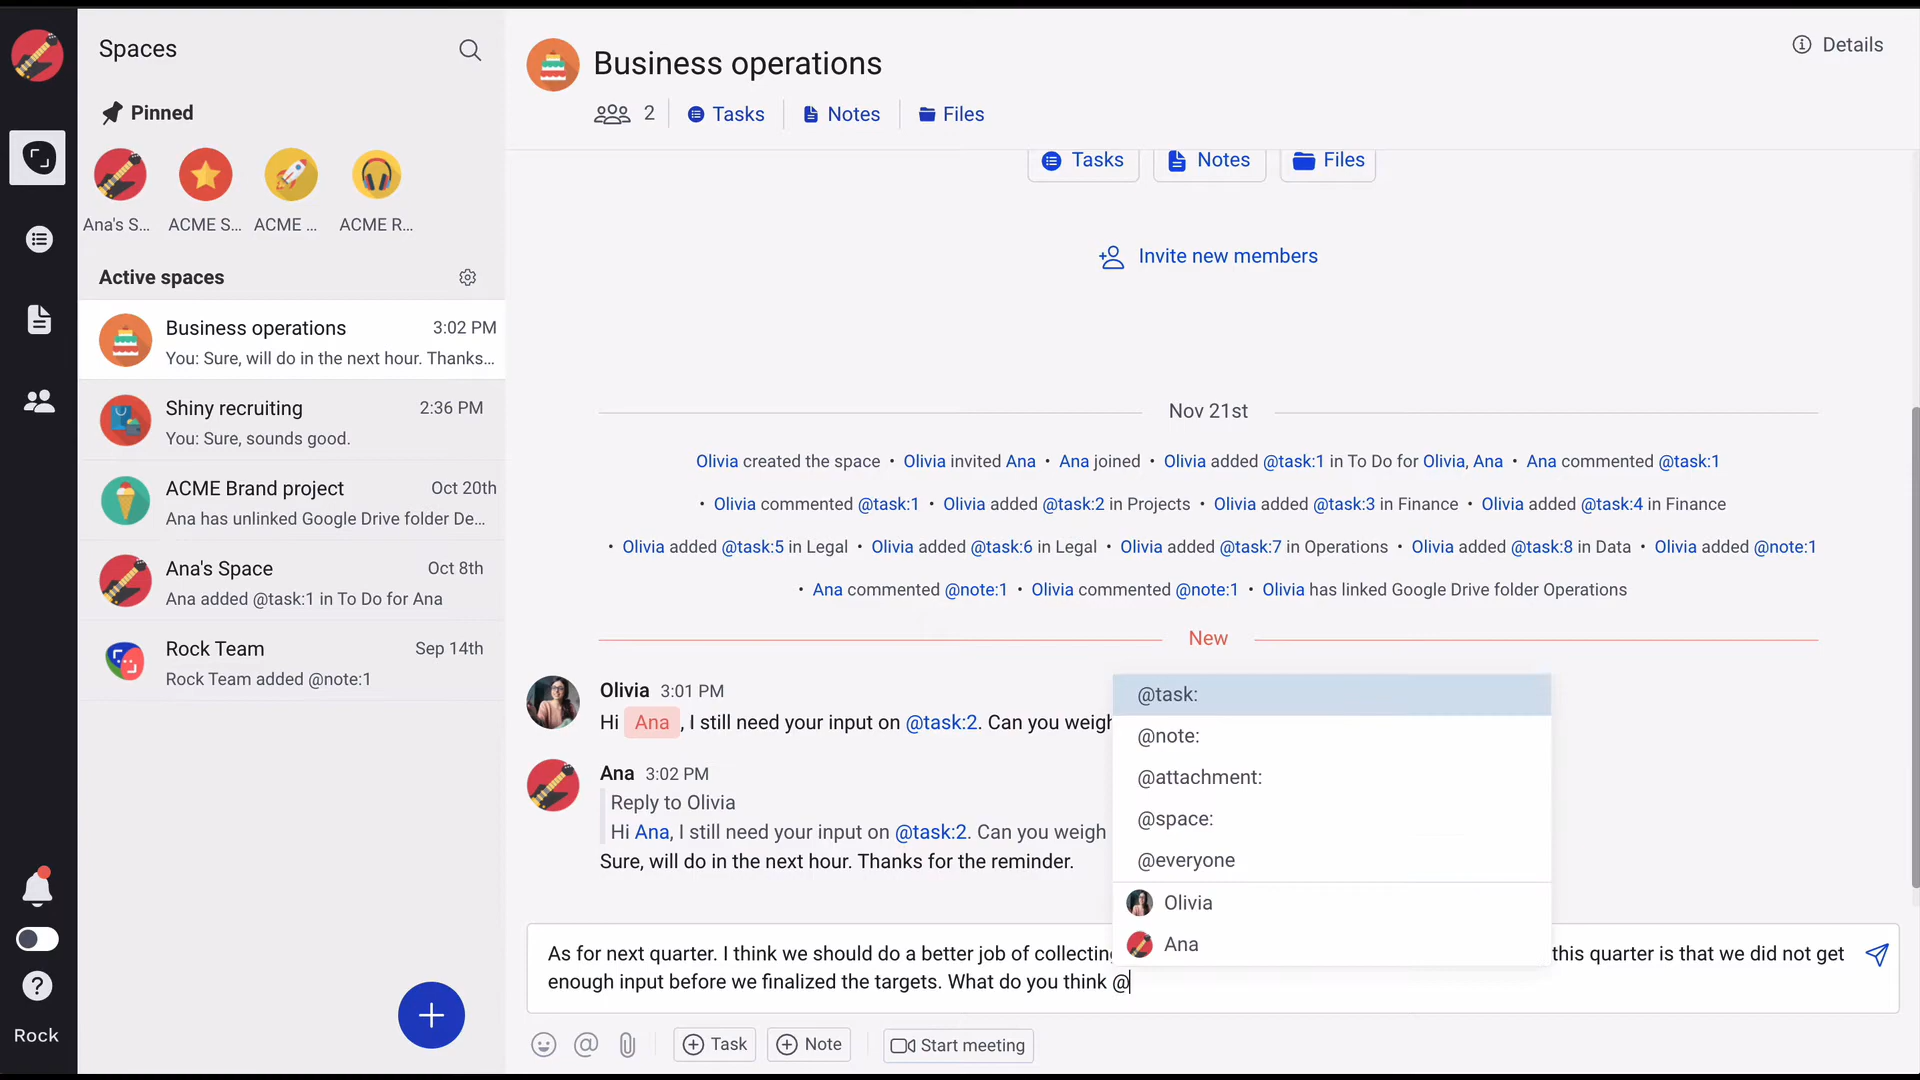 Spaces
Pinned
Ana's S...
ACME S...
ACME ...
ACME R...
Active spaces
Business operations 3:02 PM
You: Sure, will do in the next hour. Thanks...
Shiny recruiting 2:36 PM
You: Sure, sounds good.
ACME Brand project Oct 20th
Ana has unlinked Google Drive folder De...
Ana's Space Oct 8th
Ana added @task:1 in To Do for Ana
Rock Team Sep 14th
Rock Team added @note:1
Rock
Business operations
Details
2 Tasks Notes Files
Tasks Notes Files
Invite new members
Nov 21st
Olivia created the space • Olivia invited Ana • Ana joined • Olivia added @task:1 in To Do for Olivia, Ana • Ana commented @task:1
• Olivia commented @task:1 • Olivia added @task:2 in Projects • Olivia added @task:3 in Finance • Olivia added @task:4 in Finance
• Olivia added @task:5 in Legal • Olivia added @task:6 in Legal • Olivia added @task:7 in Operations • Olivia added @task:8 in Data • Olivia added @note:1
• Ana commented @note:1 • Olivia commented @note:1 • Olivia has linked Google Drive folder Operations
New
Olivia 3:01 PM
Hi Ana, I still need your input on @task:2. Can you weigh
Ana 3:02 PM
Reply to Olivia
Hi Ana, I still need your input on @task:2. Can you weigh
Sure, will do in the next hour. Thanks for the reminder.
@task:
@note:
@attachment:
@space:
@everyone
Olivia
Ana
As for next quarter. I think we should do a better job of collecting this quarter is that we did not get
enough input before we finalized the targets. What do you think @
Task Note Start meeting